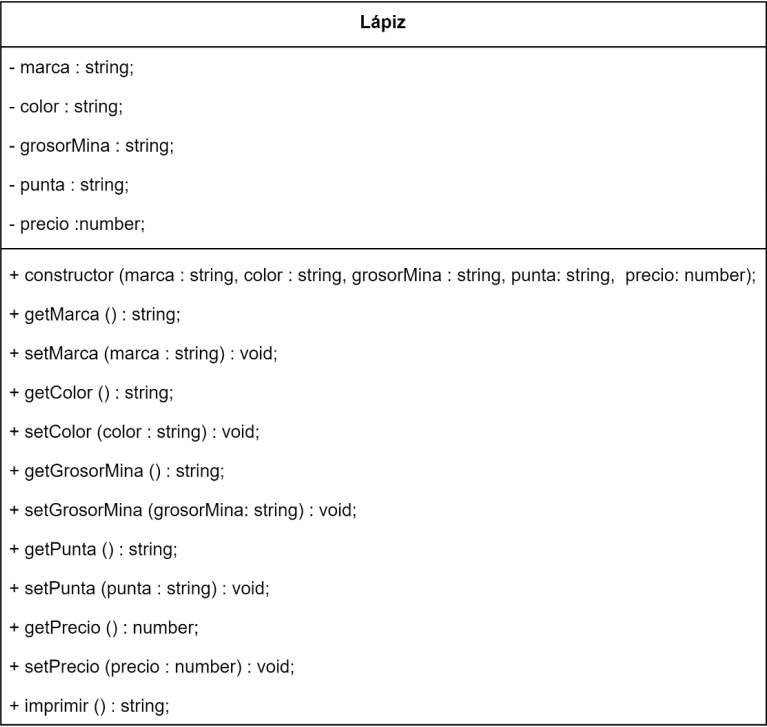 Lápiz
- marca : string;
- color : string;
- grosorMina : string;
- punta : string;
- precio :number;
+ constructor (marca : string, color : string, grosorMina : string, punta: string,  precio: number);
+ getMarca () : string;
+ setMarca (marca : string) : void;
+ getColor () : string;
+ setColor (color : string) : void;
+ getGrosorMina () : string;
+ setGrosorMina (grosorMina: string) : void;
+ getPunta () : string;
+ setPunta (punta : string) : void;
+ getPrecio () : number;
+ setPrecio (precio : number) : void;
+ imprimir () : string;